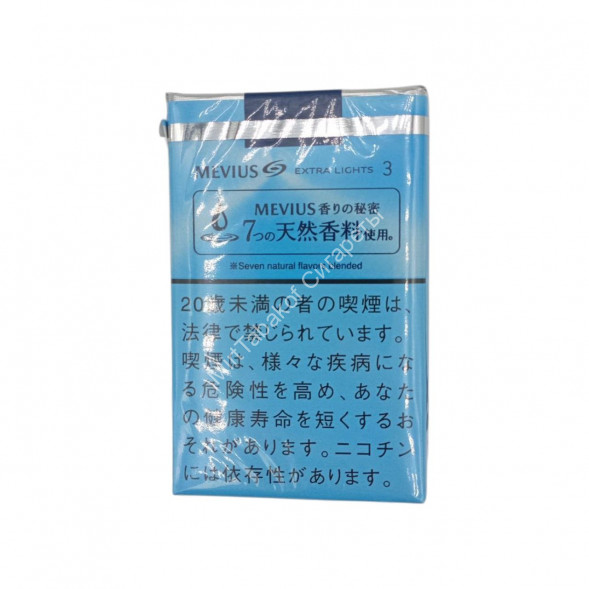 MEVIUS EXTRA LIGHTS 3
MEVIUS香りの秘密
7つの天然香料使用。
※Seven natural flavors blended
20歳未満の者の喫煙は、
法律で禁じられています。
喫煙は、様々な疾病にな
る危険性を高め、あなた
の健康寿命を短くするお
それがあります。ニコチン
には依存性があります。
Tabakof Сигареты